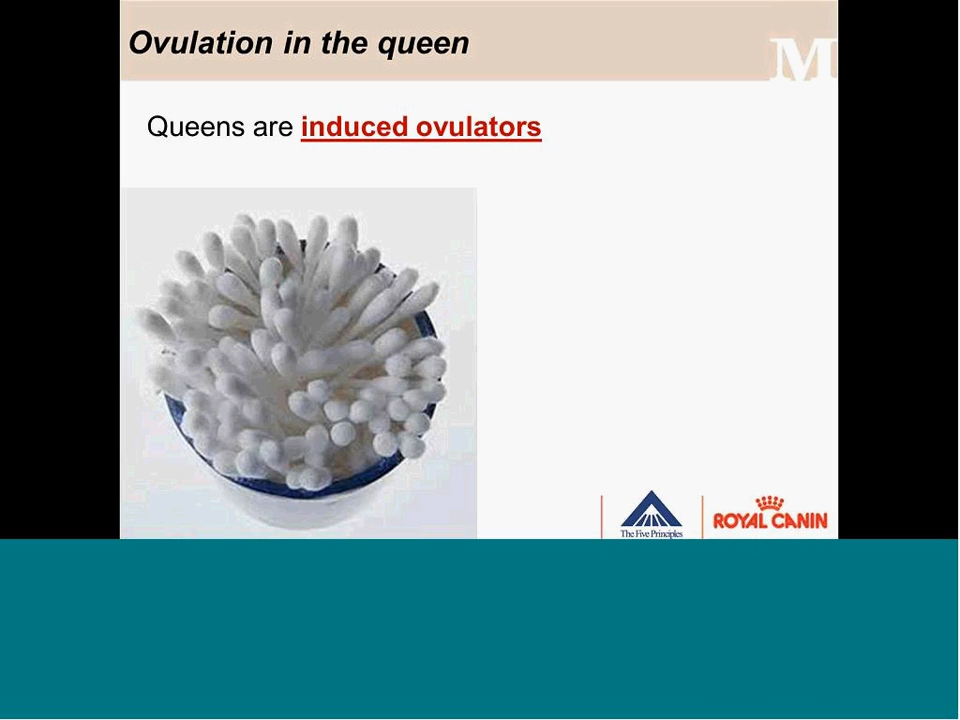 Ovulation in the queen
M
Queens are induced ovulators
The Five Principles
ROYAL CANIN